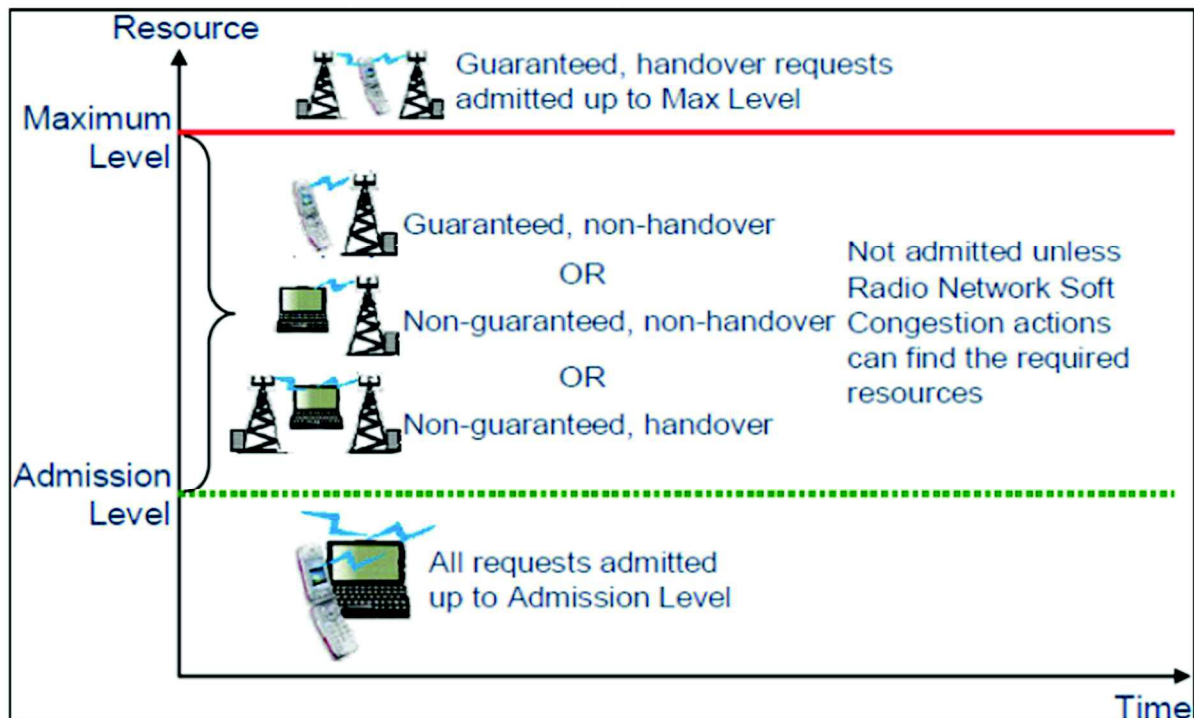 Resource
Guaranteed, handover requests
admitted up to Max Level
Maximum
Level
Guaranteed, non-handover
OR
Non-guaranteed, non-handover
OR
Non-guaranteed, handover
Not admitted unless
Radio Network Soft
Congestion actions
can find the required
resources
Admission
Level
All requests admitted
up to Admission Level
Time